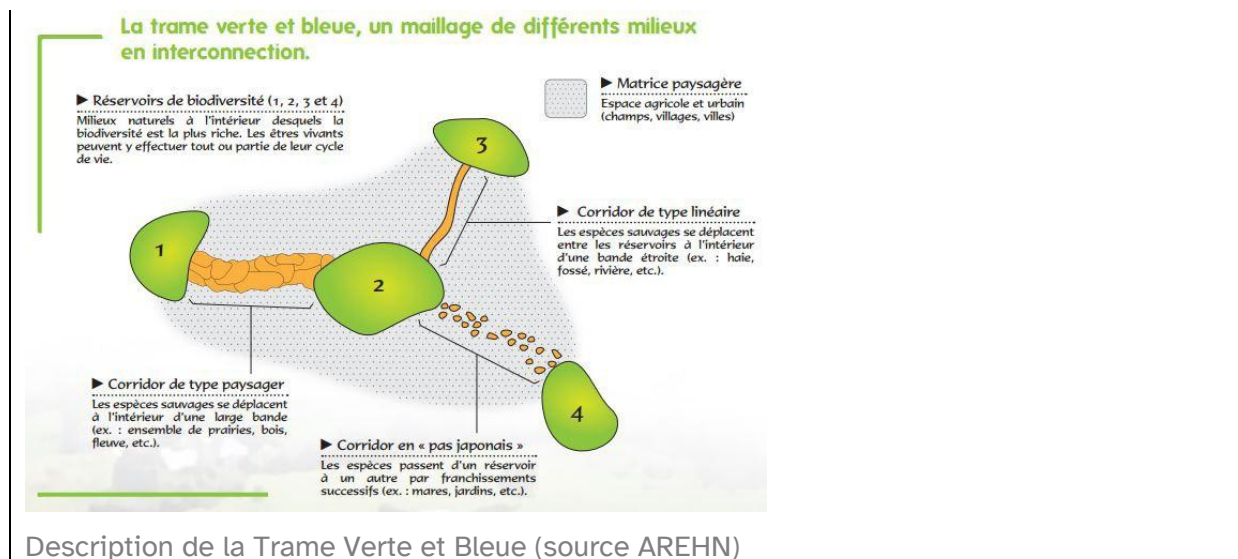 La trame verte et bleue, un maillage de différents milieux
en interconnection.
▶ Réservoirs de biodiversité (1, 2, 3 et 4)
Milieux naturels à l'intérieur desquels la
biodiversité est la plus riche. Les êtres vivants
peuvent y effectuer tout ou partie de leur cycle
de vie.
▶ Matrice paysagère
Espace agricole et urbain
(champs, villages, villes)
3
▶ Corridor de type linéaire
Les espèces sauvages se déplacent
entre les réservoirs à l'intérieur
d'une bande étroite (ex. : haie,
fossé, rivière, etc.).
1
2
▶ Corridor de type paysager
Les espèces sauvages se déplacent
à l'intérieur d'une large bande
(ex. : ensemble de prairies, bois,
fleuve, etc.).
4
▶ Corridor en « pas japonais »
Les espèces passent d'un réservoir
à un autre par franchissements
successifs (ex. : mares, jardins, etc.).
Description de la Trame Verte et Bleue (source AREHN)